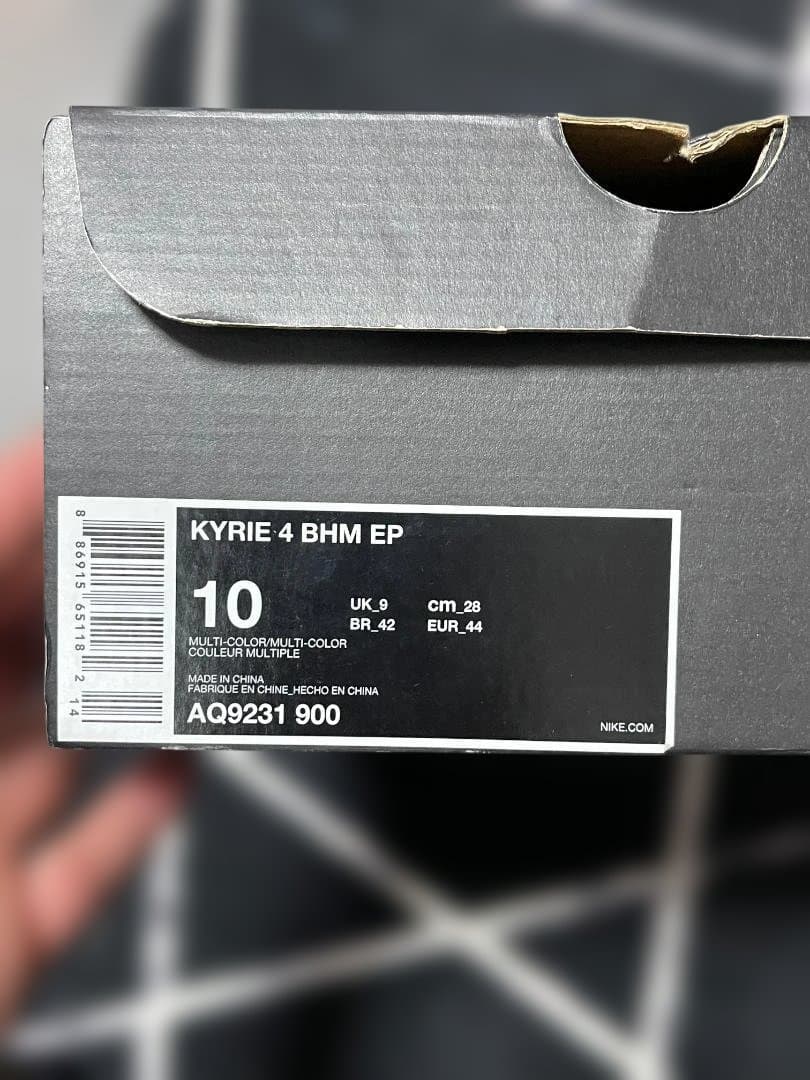 KYRIE 4 BHM EP
10
UK_9 cm_28
BR_42 EUR_44
MULTI-COLOR/MULTI-COLOR
COULEUR MULTIPLE
MADE IN CHINA
FABRIQUE EN CHINE_HECHO EN CHINA
AQ9231 900
NIKE.COM
8 86915 65118 2 14